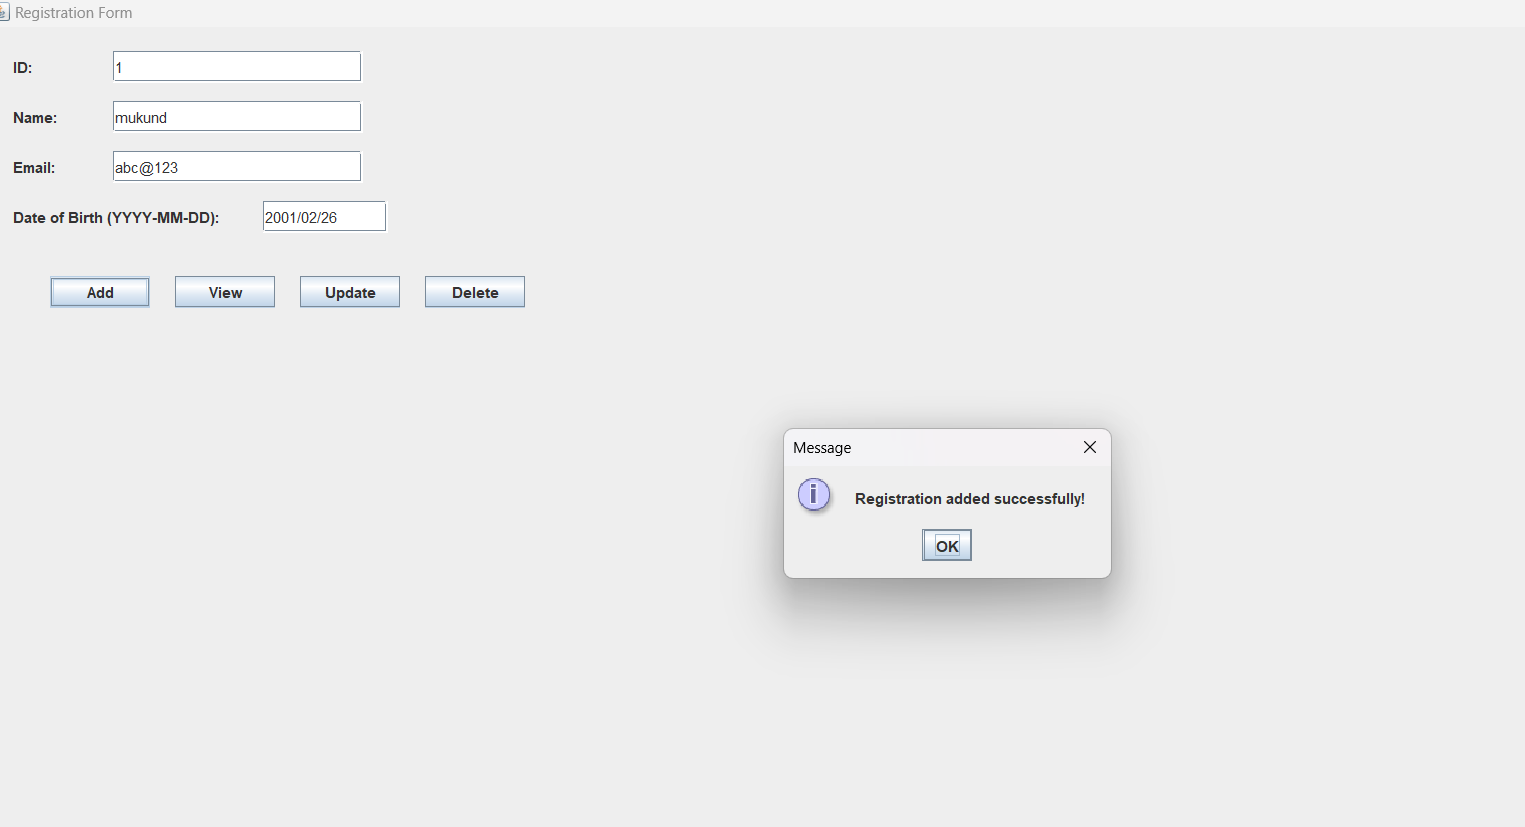 Registration Form
ID: 1
Name: mukund
Email: abc@123
Date of Birth (YYYY-MM-DD): 2001/02/26
Add View Update Delete
Message
Registration added successfully!
OK